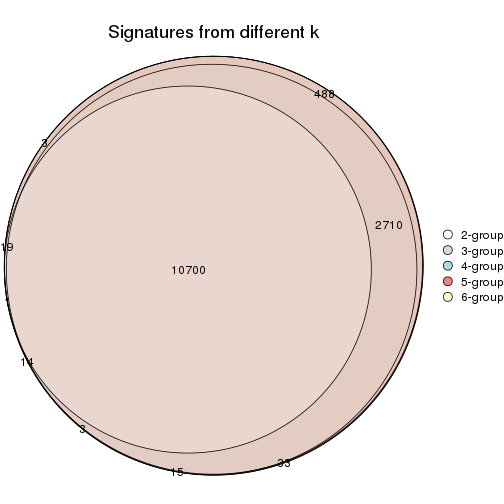 Signatures from different k
488
3
2710
2-group
3-group
4-group
5-group
6-group
19
10700
14
3
33
15